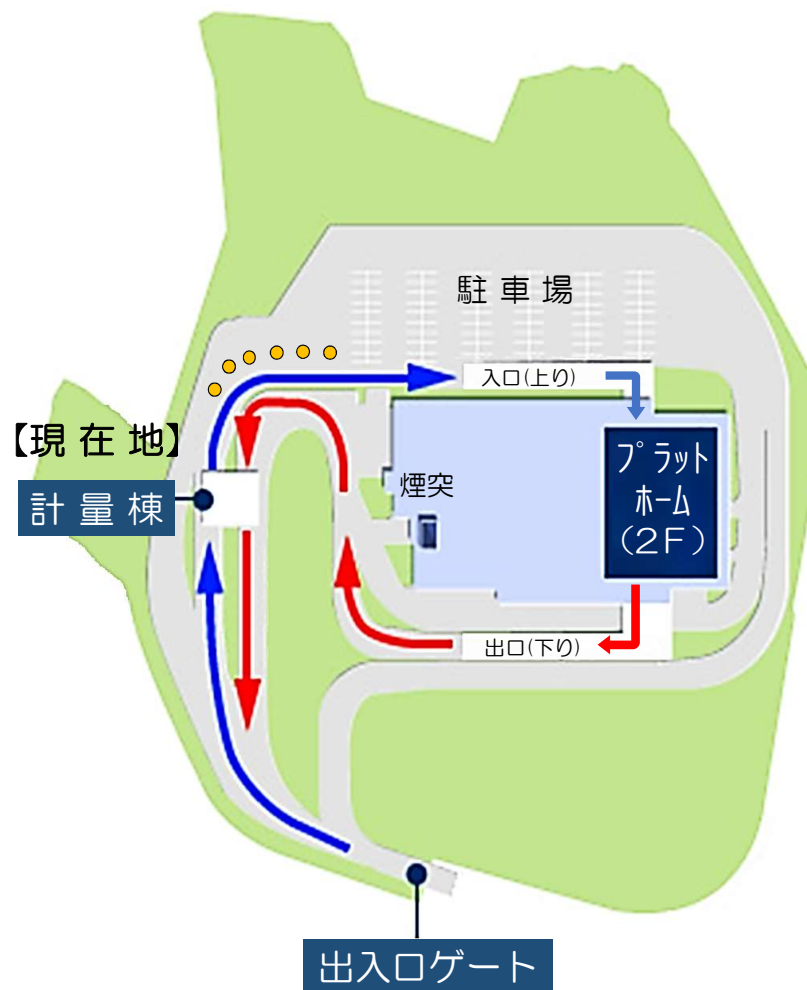 駐車場
入口(上り)
【現在地】
計量棟
煙突
プラット
ホーム
(2F)
出口(下り)
出入口ゲート